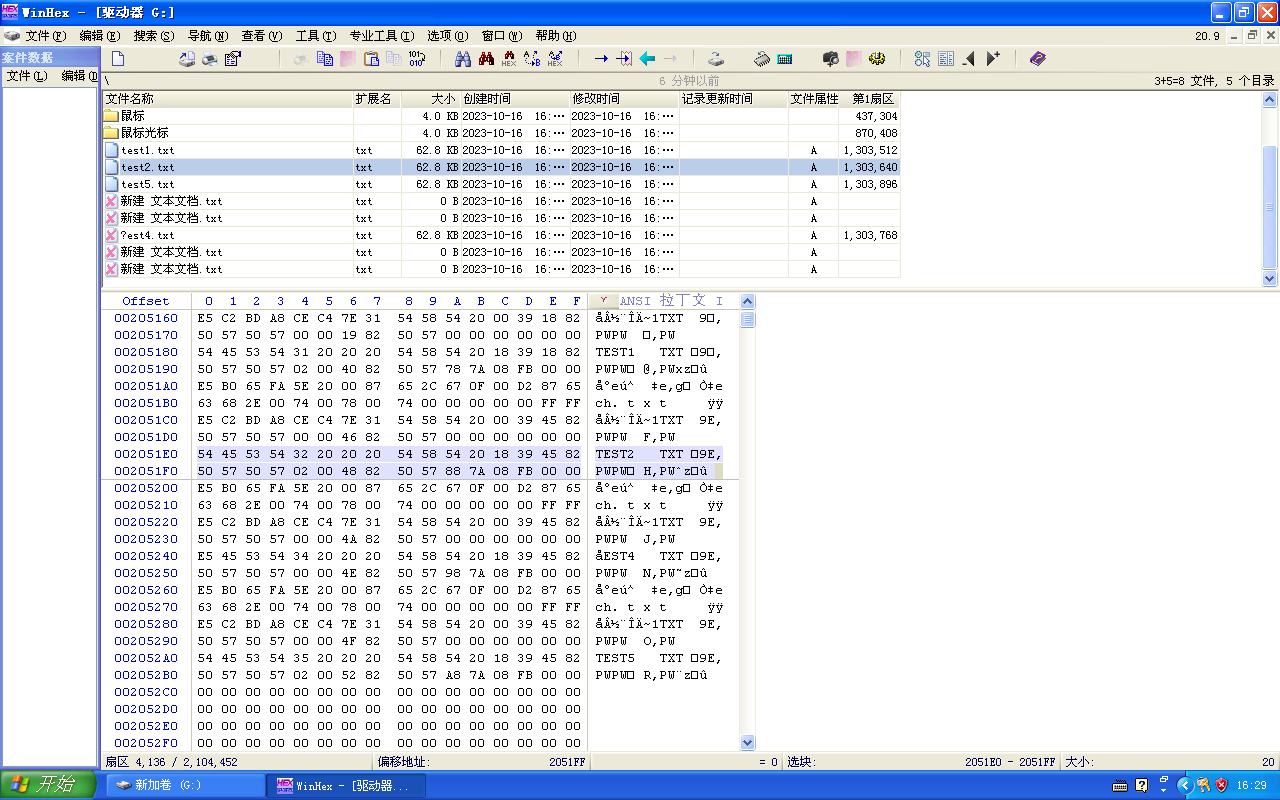 WinHex - [驱动器 G:]
文件(F) 编辑(E) 搜索(S) 导航(N) 查看(V) 工具(T) 专业工具(I) 选项(O) 窗口(W) 帮助(H) 20.9
案件数据
文件(L) 编辑(D
\ 6 分钟以前 3+5=8 文件, 5 个目录
文件名称 扩展名 大小 创建时间 修改时间 记录更新时间 文件属性 第1扇区
鼠标 4.0 KB 2023-10-16 16:… 2023-10-16 16:… 437,304
鼠标光标 4.0 KB 2023-10-16 16:… 2023-10-16 16:… 870,408
test1.txt txt 62.8 KB 2023-10-16 16:… 2023-10-16 16:… A 1,303,512
test2.txt txt 62.8 KB 2023-10-16 16:… 2023-10-16 16:… A 1,303,640
test5.txt txt 62.8 KB 2023-10-16 16:… 2023-10-16 16:… A 1,303,896
新建 文本文档.txt txt 0 B 2023-10-16 16:… 2023-10-16 16:… A
新建 文本文档.txt txt 0 B 2023-10-16 16:… 2023-10-16 16:… A
?est4.txt txt 62.8 KB 2023-10-16 16:… 2023-10-16 16:… A 1,303,768
新建 文本文档.txt txt 0 B 2023-10-16 16:… 2023-10-16 16:… A
新建 文本文档.txt txt 0 B 2023-10-16 16:… 2023-10-16 16:… A
Offset 0 1 2 3 4 5 6 7 8 9 A B C D E F ANSI 拉丁文 I
00205160 E5 C2 BD A8 CE C4 7E 31 54 58 54 20 00 39 18 82 åÂ½¨ÎÄ~1TXT 9□‚
00205170 50 57 50 57 00 00 19 82 50 57 00 00 00 00 00 00 PWPW □‚PW
00205180 54 45 53 54 31 20 20 20 54 58 54 20 18 39 18 82 TEST1 TXT □9□‚
00205190 50 57 50 57 02 00 40 82 50 57 78 7A 08 FB 00 00 PWPW□ @‚PWxz□û
002051A0 E5 B0 65 FA 5E 20 00 87 65 2C 67 0F 00 D2 87 65 å°eú^ ‡e,g□ Ò‡e
002051B0 63 68 2E 00 74 00 78 00 74 00 00 00 00 00 FF FF ch. t x t ÿÿ
002051C0 E5 C2 BD A8 CE C4 7E 31 54 58 54 20 00 39 45 82 åÂ½¨ÎÄ~1TXT 9E‚
002051D0 50 57 50 57 00 00 46 82 50 57 00 00 00 00 00 00 PWPW F‚PW
002051E0 54 45 53 54 32 20 20 20 54 58 54 20 18 39 45 82 TEST2 TXT □9E‚
002051F0 50 57 50 57 02 00 48 82 50 57 88 7A 08 FB 00 00 PWPW□ H‚PWˆz□û
00205200 E5 B0 65 FA 5E 20 00 87 65 2C 67 0F 00 D2 87 65 å°eú^ ‡e,g□ Ò‡e
00205210 63 68 2E 00 74 00 78 00 74 00 00 00 00 00 FF FF ch. t x t ÿÿ
00205220 E5 C2 BD A8 CE C4 7E 31 54 58 54 20 00 39 45 82 åÂ½¨ÎÄ~1TXT 9E‚
00205230 50 57 50 57 00 00 4A 82 50 57 00 00 00 00 00 00 PWPW J‚PW
00205240 E5 45 53 54 34 20 20 20 54 58 54 20 18 39 45 82 åEST4 TXT □9E‚
00205250 50 57 50 57 00 00 4E 82 50 57 98 7A 08 FB 00 00 PWPW N‚PW˜z□û
00205260 E5 B0 65 FA 5E 20 00 87 65 2C 67 0F 00 D2 87 65 å°eú^ ‡e,g□ Ò‡e
00205270 63 68 2E 00 74 00 78 00 74 00 00 00 00 00 FF FF ch. t x t ÿÿ
00205280 E5 C2 BD A8 CE C4 7E 31 54 58 54 20 00 39 45 82 åÂ½¨ÎÄ~1TXT 9E‚
00205290 50 57 50 57 00 00 4F 82 50 57 00 00 00 00 00 00 PWPW O‚PW
002052A0 54 45 53 54 35 20 20 20 54 58 54 20 18 39 45 82 TEST5 TXT □9E‚
002052B0 50 57 50 57 02 00 52 82 50 57 A8 7A 08 FB 00 00 PWPW□ R‚PW¨z□û
002052C0 00 00 00 00 00 00 00 00 00 00 00 00 00 00 00 00
002052D0 00 00 00 00 00 00 00 00 00 00 00 00 00 00 00 00
002052E0 00 00 00 00 00 00 00 00 00 00 00 00 00 00 00 00
002052F0 00 00 00 00 00 00 00 00 00 00 00 00 00 00 00 00
扇区 4,136 / 2,104,452 偏移地址: 2051FF = 0 选块: 2051E0 - 2051FF 大小: 20
开始 新加卷 (G:) WinHex - [驱动器... 16:29